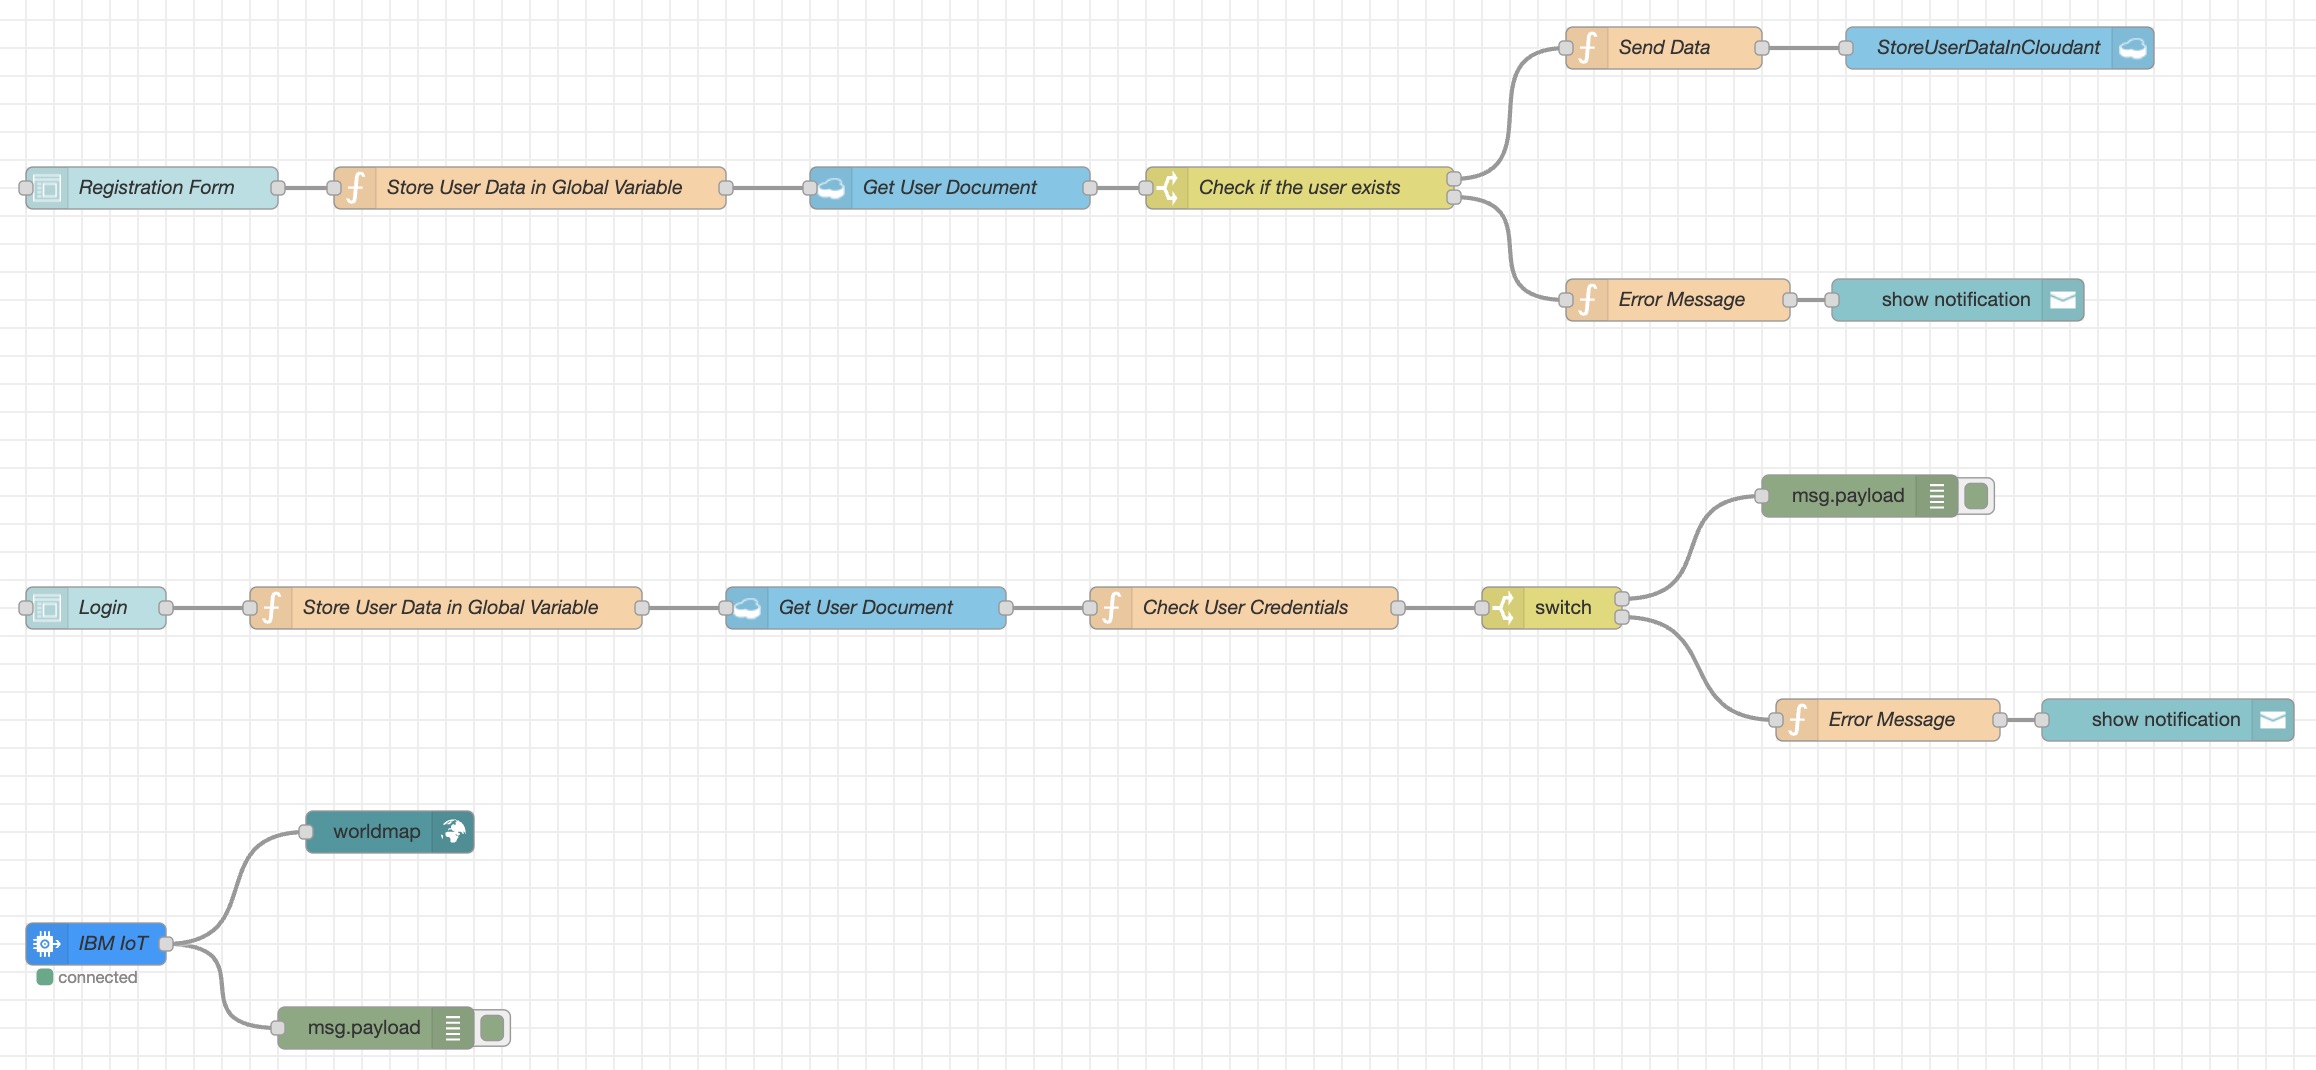 Send Data
StoreUserDataInCloudant
Registration Form
Store User Data in Global Variable
Get User Document
Check if the user exists
Error Message
show notification
msg.payload
Login
Store User Data in Global Variable
Get User Document
Check User Credentials
switch
Error Message
show notification
worldmap
IBM IoT
connected
msg.payload